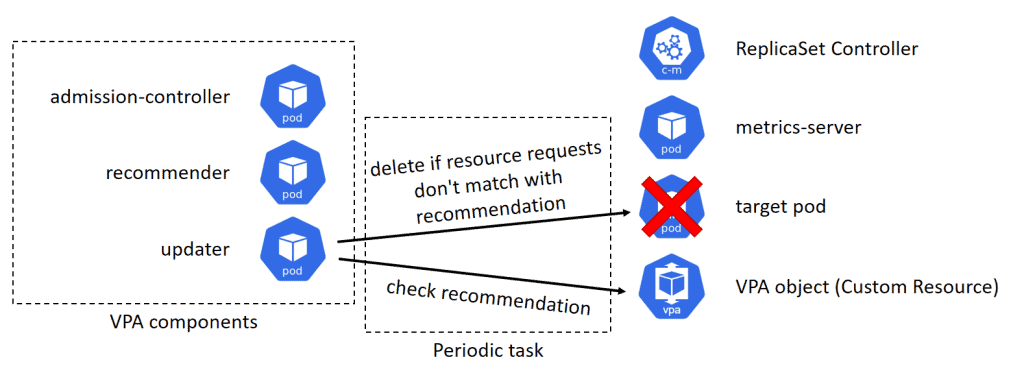 admission-controller
pod
recommender
pod
updater
pod
VPA components
delete if resource requests
don't match with
recommendation
check recommendation
Periodic task
c-m
ReplicaSet Controller
pod
metrics-server
pod
target pod
vpa
VPA object (Custom Resource)